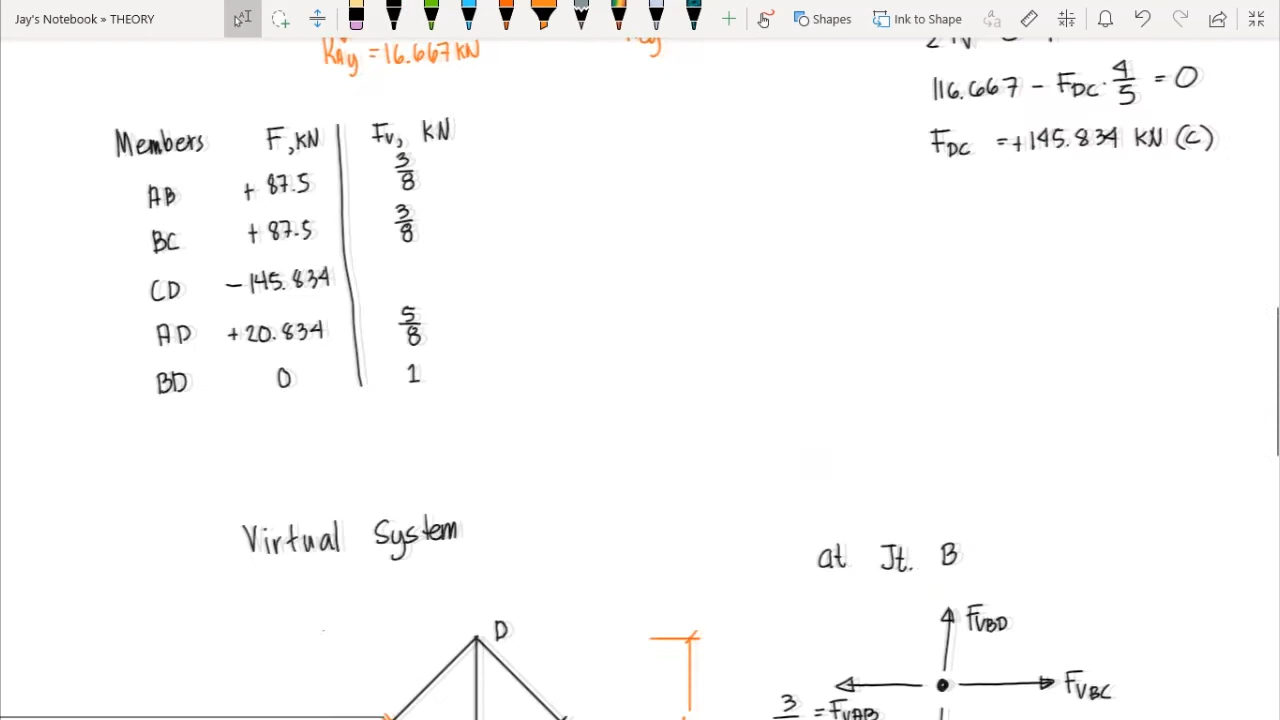 Jay's Notebook » THEORY
Shapes
Ink to Shape
RAy = 16.667 KN
116.667 - FDC · 4/5 = 0
FDC = +145.834 KN (C)
Members F, KN Fv, KN
AB + 87.5 3/8
BC + 87.5 3/8
CD - 145.834
AD +20.834 5/8
BD 0 1
Virtual System
at Jt. B
D
FVBD
FVBC
3 = FVAB
1